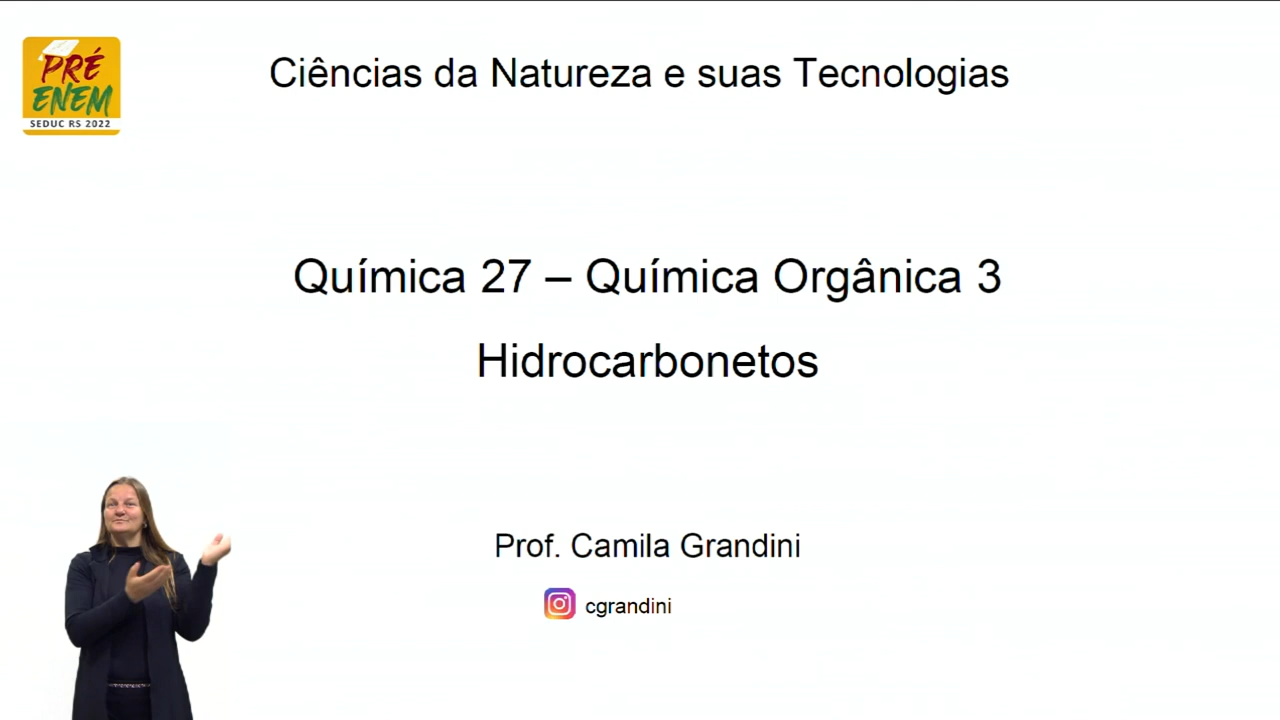 PRÉ
ENEM
SEDUC RS 2022
Ciências da Natureza e suas Tecnologias
Química 27 – Química Orgânica 3
Hidrocarbonetos
Prof. Camila Grandini
cgrandini